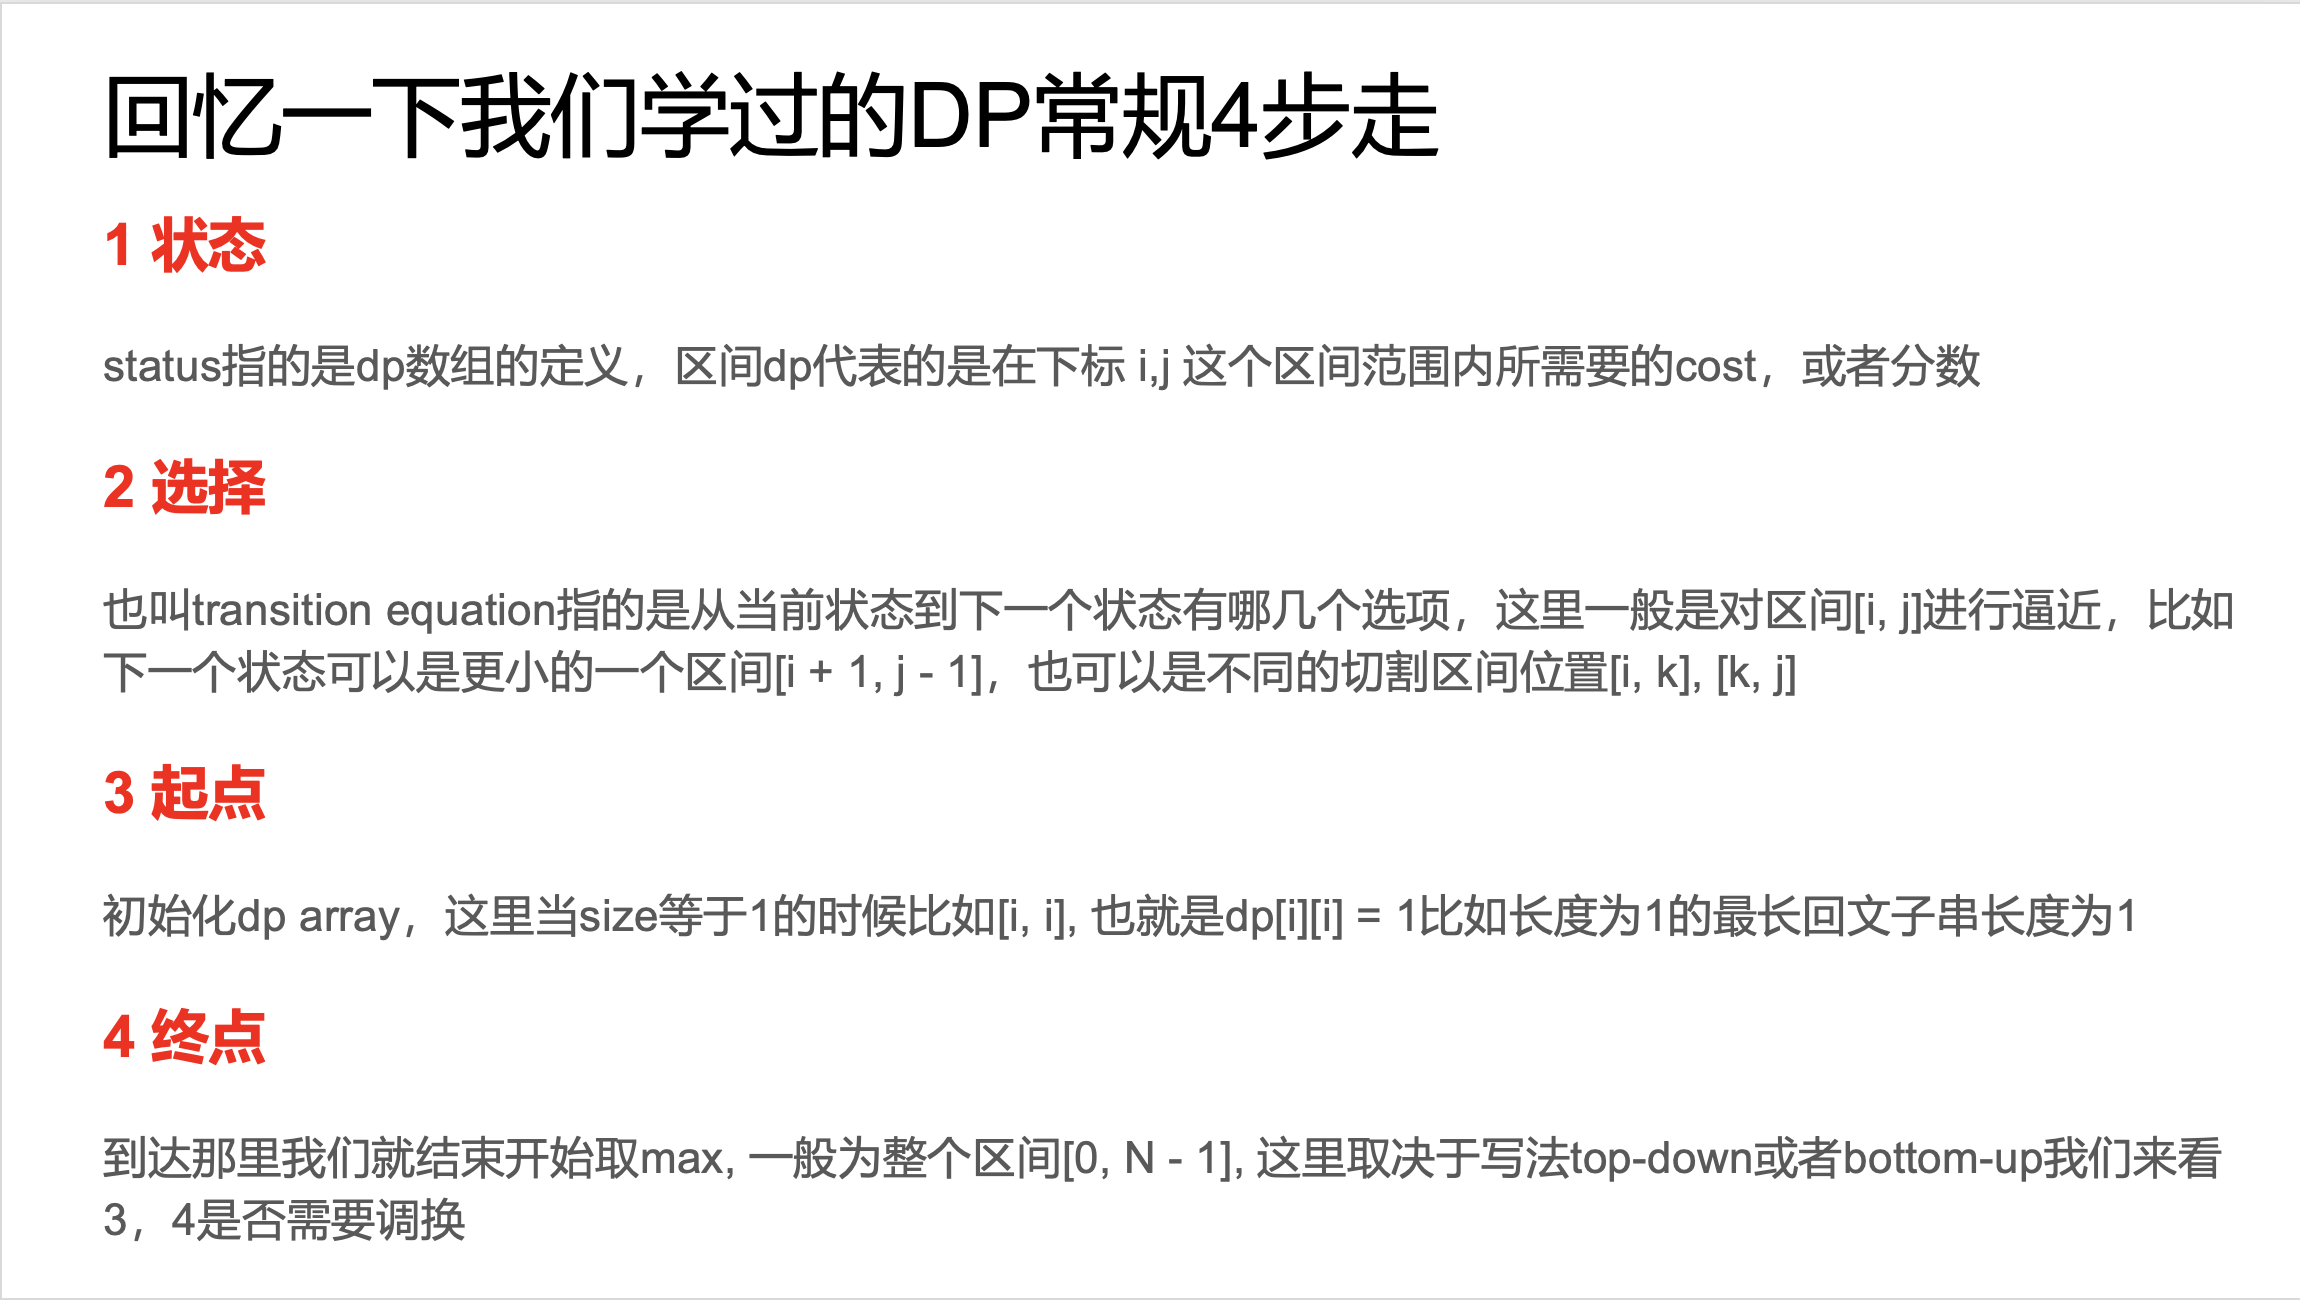 回忆一下我们学过的DP常规4步走
1 状态
status指的是dp数组的定义，区间dp代表的是在下标 i,j 这个区间范围内所需要的cost，或者分数
2 选择
也叫transition equation指的是从当前状态到下一个状态有哪几个选项，这里一般是对区间[i, j]进行逼近，比如
下一个状态可以是更小的一个区间[i + 1, j - 1]，也可以是不同的切割区间位置[i, k], [k, j]
3 起点
初始化dp array，这里当size等于1的时候比如[i, i], 也就是dp[i][i] = 1比如长度为1的最长回文子串长度为1
4 终点
到达那里我们就结束开始取max, 一般为整个区间[0, N - 1], 这里取决于写法top-down或者bottom-up我们来看
3，4是否需要调换